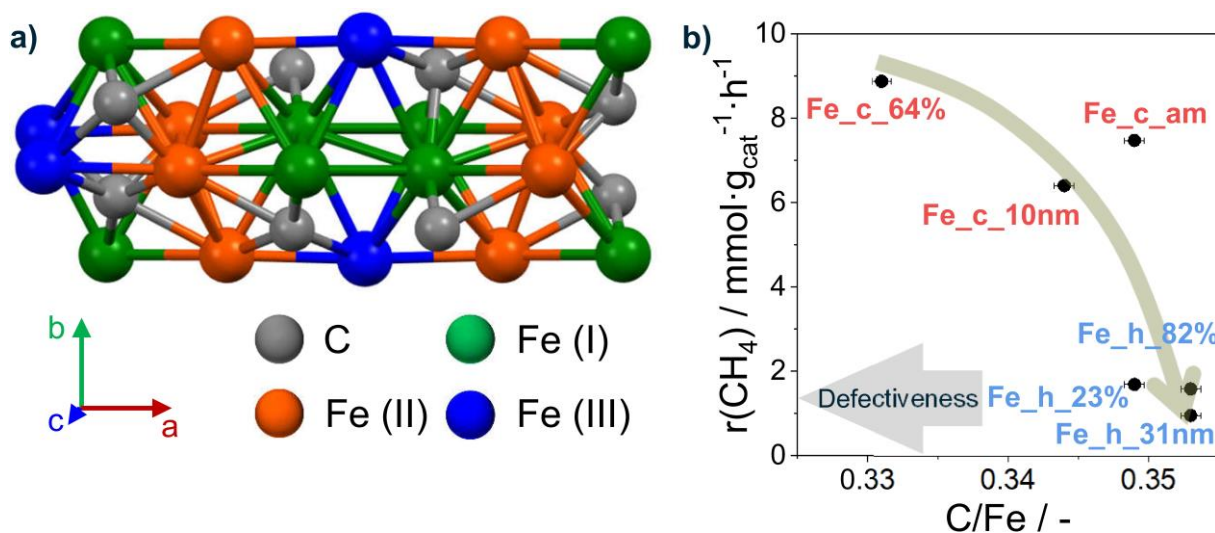 a)
b
c
a
C
Fe (I)
Fe (II)
Fe (III)
b)
r(CH₄) / mmol·g_cat⁻¹·h⁻¹
10
8
6
4
2
0
Fe_c_64%
Fe_c_am
Fe_c_10nm
Fe_h_82%
Fe_h_23%
Fe_h_31nm
Defectiveness
0.33
0.34
0.35
C/Fe / -